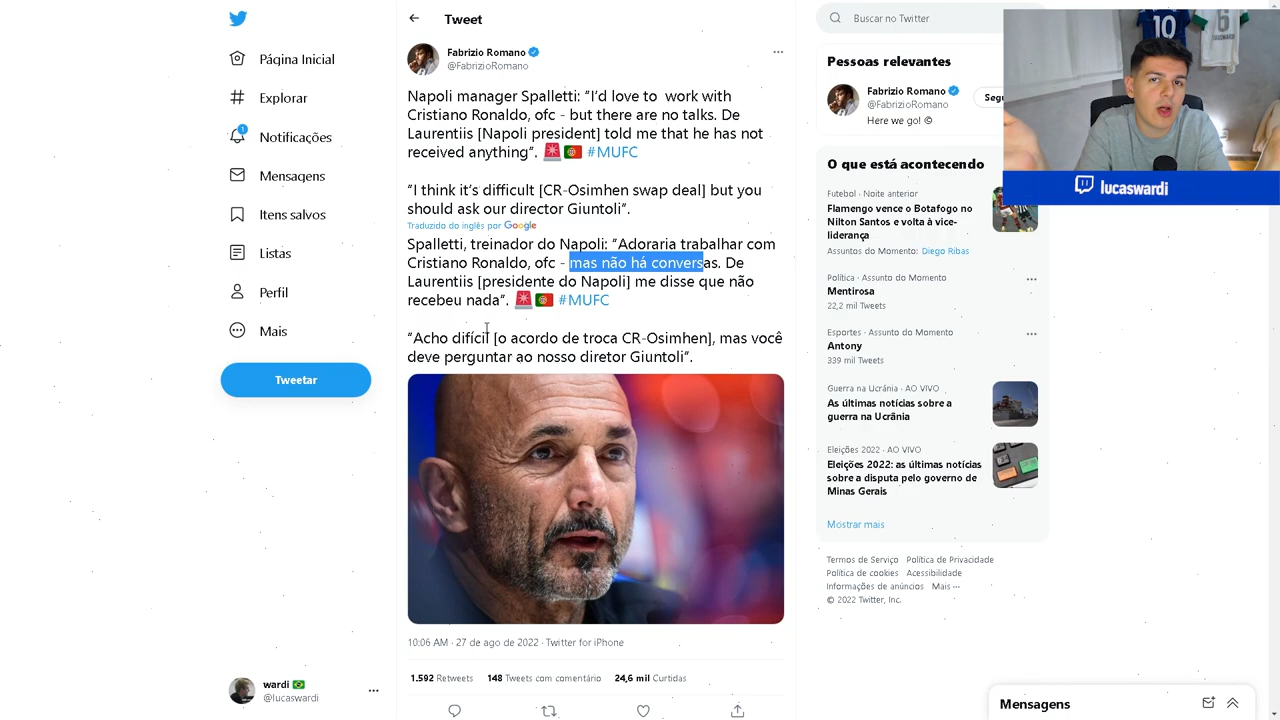 Tweet
Buscar no Twitter
Página Inicial
Explorar
1
Notificações
Mensagens
Itens salvos
Listas
Perfil
Mais
Tweetar
wardi
@lucaswardi
Fabrizio Romano
@FabrizioRomano
Napoli manager Spalletti: “I’d love to work with
Cristiano Ronaldo, ofc - but there are no talks. De
Laurentiis [Napoli president] told me that he has not
received anything”. 🚨🇵🇹 #MUFC
“I think it’s difficult [CR-Osimhen swap deal] but you
should ask our director Giuntoli”.
Traduzido do inglês por Google
Spalletti, treinador do Napoli: “Adoraria trabalhar com
Cristiano Ronaldo, ofc - mas não há conversas. De
Laurentiis [presidente do Napoli] me disse que não
recebeu nada”. 🚨🇵🇹 #MUFC
“Acho difícil [o acordo de troca CR-Osimhen], mas você
deve perguntar ao nosso diretor Giuntoli”.
10:06 AM · 27 de ago de 2022 · Twitter for iPhone
1.592 Retweets 148 Tweets com comentário 24,6 mil Curtidas
Pessoas relevantes
Fabrizio Romano
@FabrizioRomano
Segu
Here we go! ©
O que está acontecendo
Futebol · Noite anterior
Flamengo vence o Botafogo no
Nilton Santos e volta à vice-
liderança
Assuntos do Momento: Diego Ribas
Política · Assunto do Momento
Mentirosa
22,2 mil Tweets
Esportes · Assunto do Momento
Antony
339 mil Tweets
Guerra na Ucrânia · AO VIVO
As últimas notícias sobre a
guerra na Ucrânia
Eleições 2022 · AO VIVO
Eleições 2022: as últimas notícias
sobre a disputa pelo governo de
Minas Gerais
Mostrar mais
Termos de Serviço Política de Privacidade
Política de cookies Acessibilidade
Informações de anúncios Mais ···
© 2022 Twitter, Inc.
10
6
lucaswardi
Mensagens